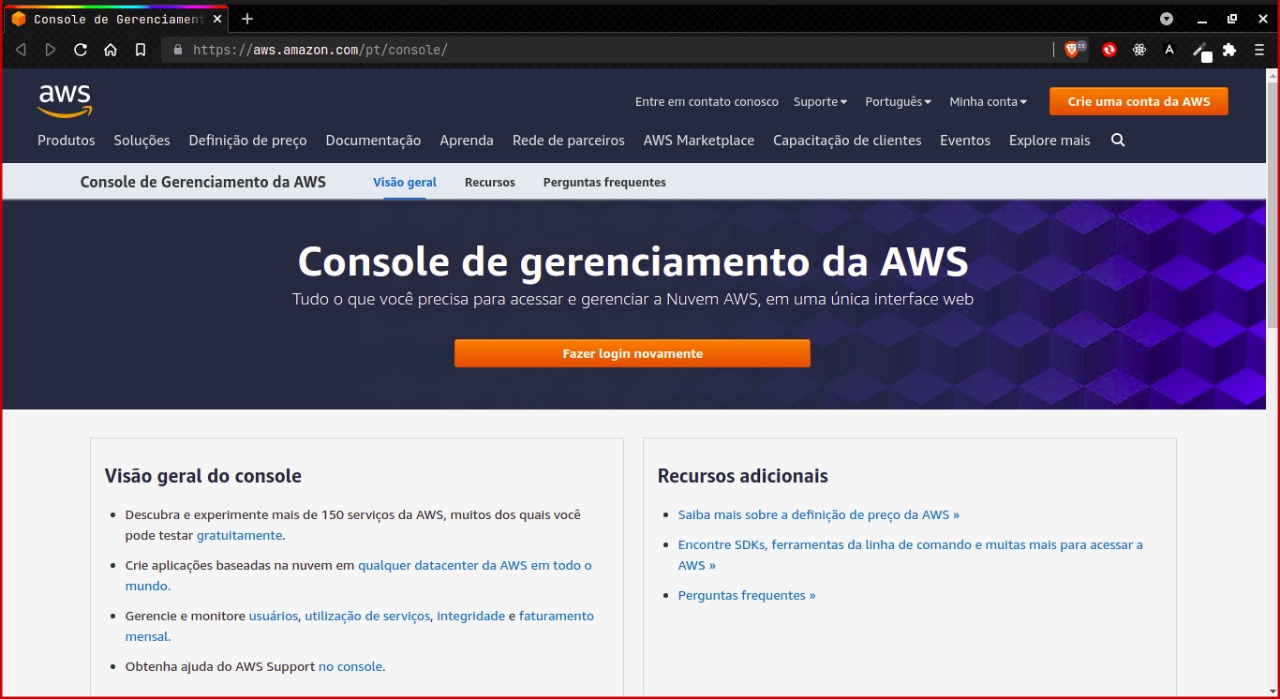 Console de Gerenciament
https://aws.amazon.com/pt/console/
33
A
aws
Entre em contato conosco Suporte Português Minha conta Crie uma conta da AWS
Produtos Soluções Definição de preço Documentação Aprenda Rede de parceiros AWS Marketplace Capacitação de clientes Eventos Explore mais
Console de Gerenciamento da AWS Visão geral Recursos Perguntas frequentes
Console de gerenciamento da AWS
Tudo o que você precisa para acessar e gerenciar a Nuvem AWS, em uma única interface web
Fazer login novamente
Visão geral do console
• Descubra e experimente mais de 150 serviços da AWS, muitos dos quais você
pode testar gratuitamente.
• Crie aplicações baseadas na nuvem em qualquer datacenter da AWS em todo o
mundo.
• Gerencie e monitore usuários, utilização de serviços, integridade e faturamento
mensal.
• Obtenha ajuda do AWS Support no console.
Recursos adicionais
• Saiba mais sobre a definição de preço da AWS »
• Encontre SDKs, ferramentas da linha de comando e muitas mais para acessar a
AWS »
• Perguntas frequentes »